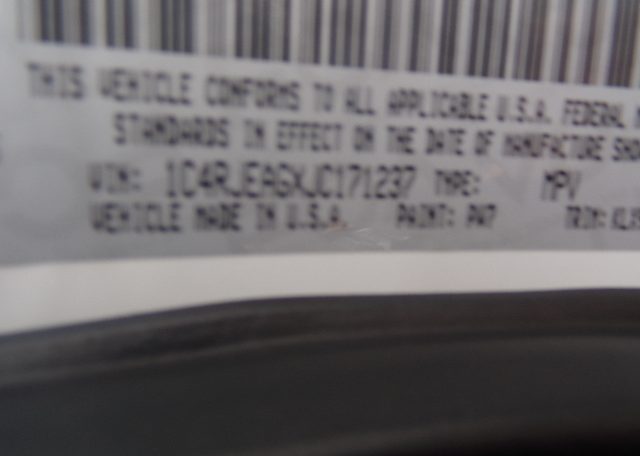 THIS VEHICLE CONFORMS TO ALL APPLICABLE U.S.A. FEDERAL
STANDARDS IN EFFECT ON THE DATE OF MANUFACTURE
VIN: 1C4RJEAGXJC171237 TYPE: MPV
VEHICLE MADE IN U.S.A. PAINT: PW7 TRIM: